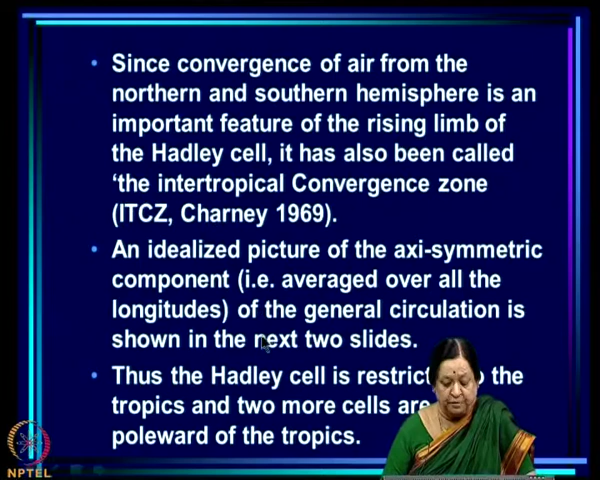 • Since convergence of air from the
northern and southern hemisphere is an
important feature of the rising limb of
the Hadley cell, it has also been called
‘the intertropical Convergence zone
(ITCZ, Charney 1969).
• An idealized picture of the axi-symmetric
component (i.e. averaged over all the
longitudes) of the general circulation is
shown in the next two slides.
• Thus the Hadley cell is the
tropics and two more cells are
poleward of the tropics.
NPTEL